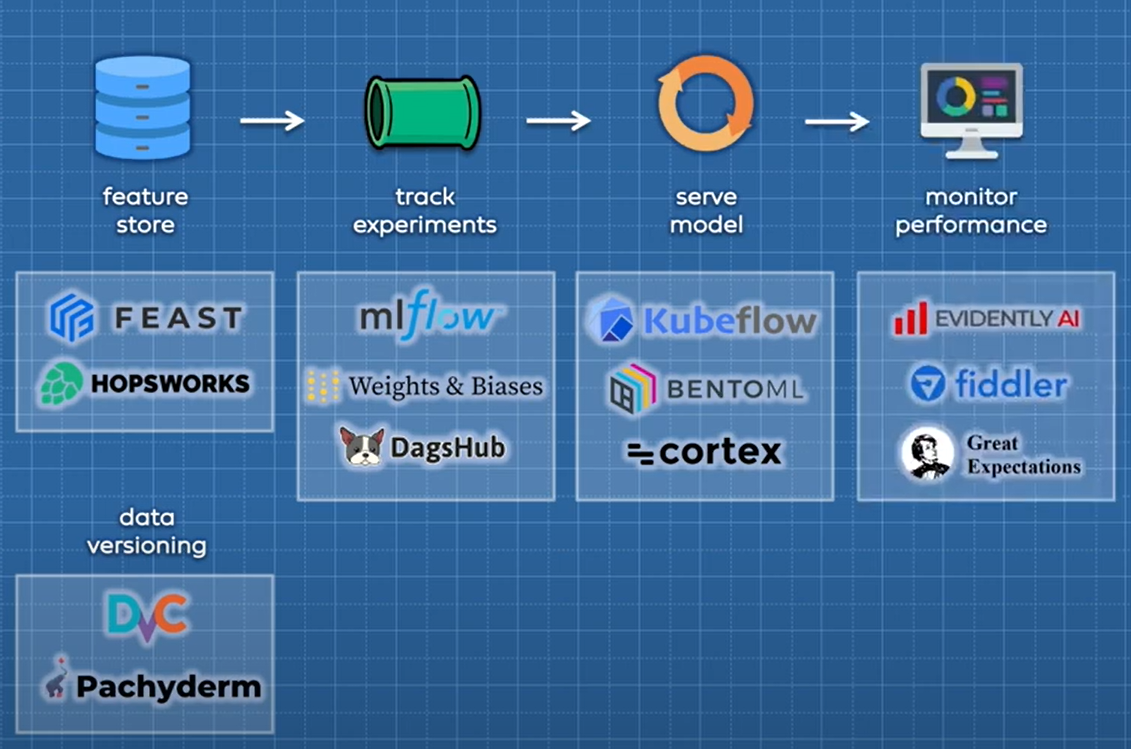 feature
store
track
experiments
serve
model
monitor
performance
FEAST
HOPSWORKS
mlflow
Weights & Biases
DagsHub
Kubeflow
BENTOML
cortex
EVIDENTLY AI
fiddler
Great
Expectations
data
versioning
DVC
Pachyderm